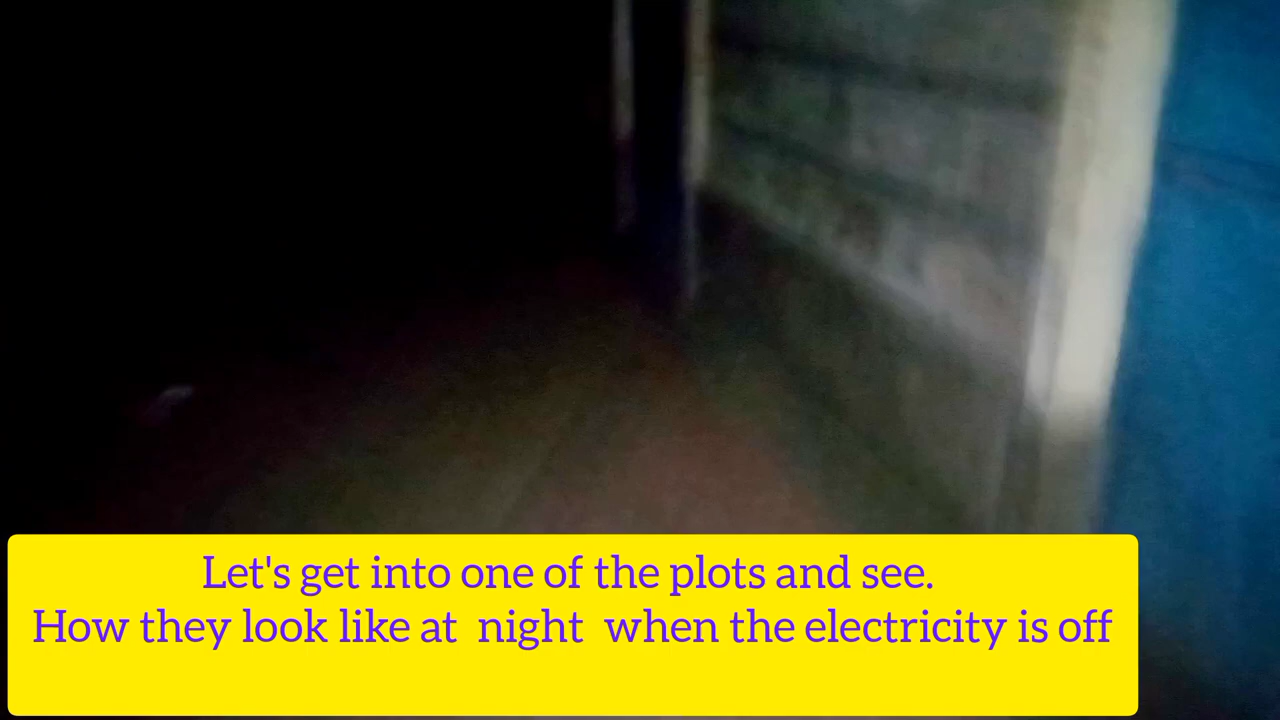 Let's get into one of the plots and see.
How they look like at  night  when the electricity is off